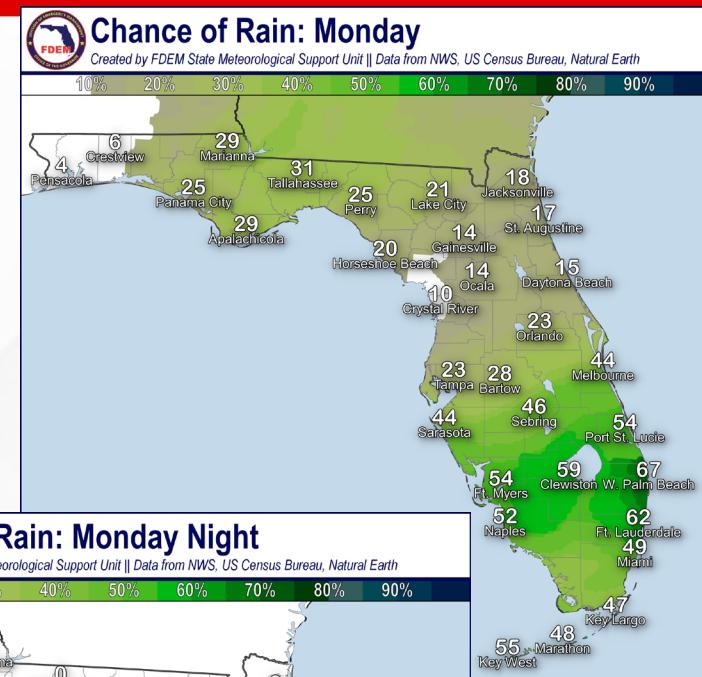 Chance of Rain: Monday
FDEM
Created by FDEM State Meteorological Support Unit || Data from NWS, US Census Bureau, Natural Earth
10% 20% 30% 40% 50% 60% 70% 80% 90%
6
Crestview
4
Pensacola
29
Marianna
31
Tallahassee
25
Panama City
29
Apalachicola
25
Perry
21
Lake City
18
Jacksonville
17
St. Augustine
14
Gainesville
20
Horseshoe Beach
14
Ocala
15
Daytona Beach
10
Crystal River
23
Orlando
44
Melbourne
23
Tampa
28
Bartow
44
Sarasota
46
Sebring
54
Port St. Lucie
54
Ft. Myers
59
Clewiston
67
W. Palm Beach
52
Naples
62
Ft. Lauderdale
49
Miami
47
Key Largo
48
Marathon
55
Key West
Rain: Monday Night
eorological Support Unit || Data from NWS, US Census Bureau, Natural Earth
% 40% 50% 60% 70% 80% 90%
na
0